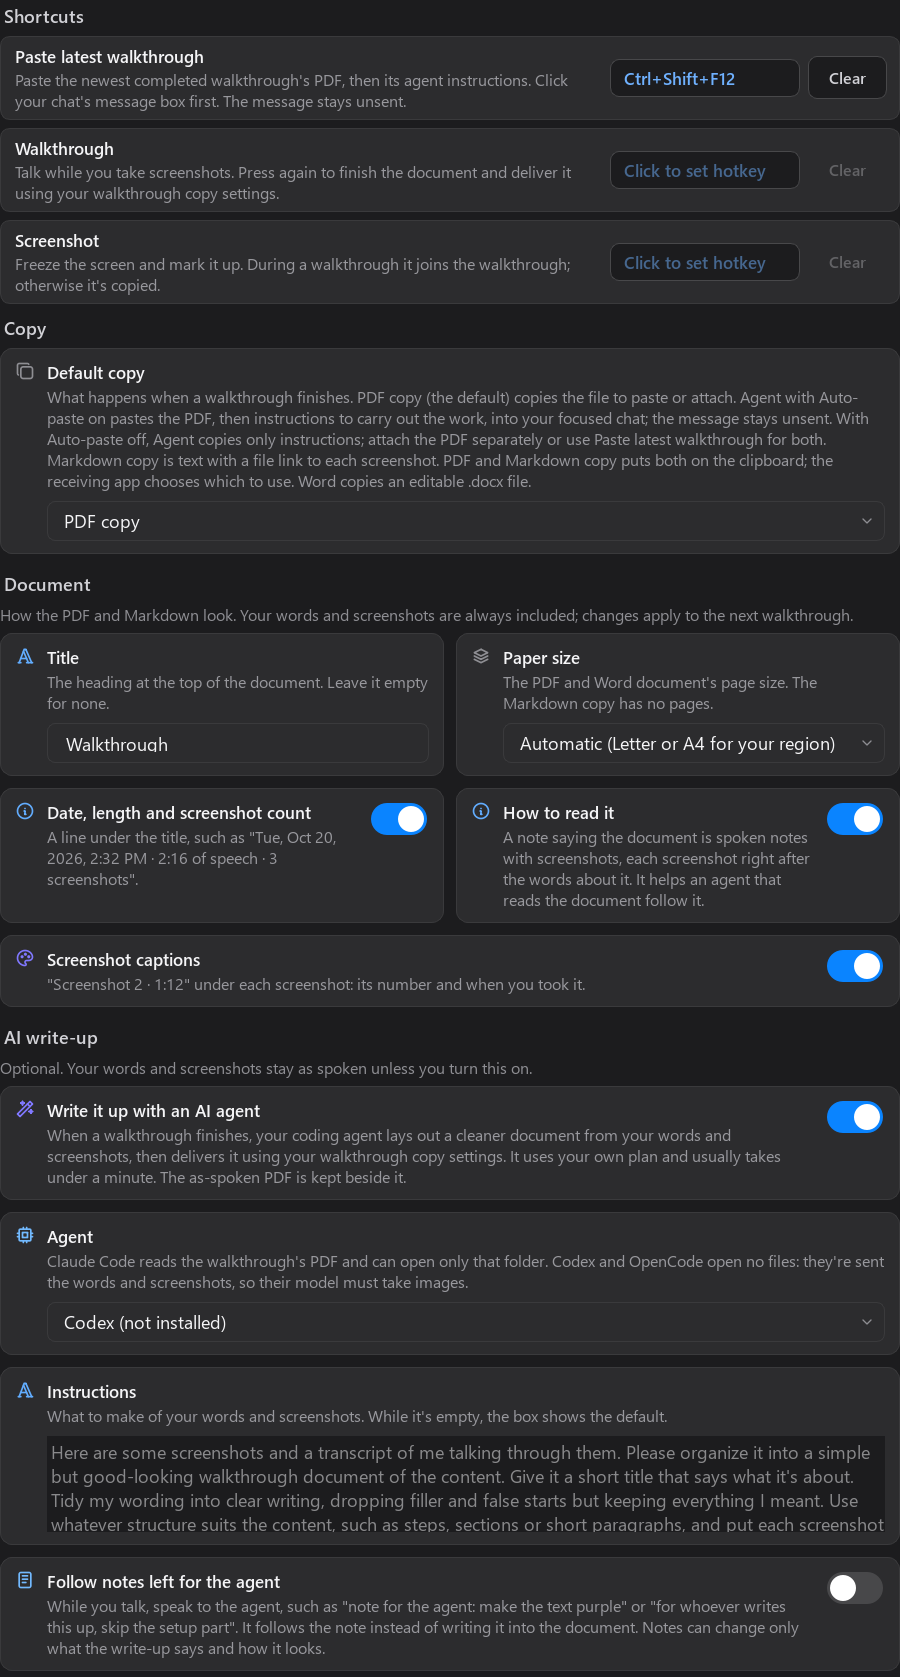 Shortcuts
Paste latest walkthrough
Paste the newest completed walkthrough's PDF, then its agent instructions. Click
your chat's message box first. The message stays unsent.
Ctrl+Shift+F12
Clear
Walkthrough
Talk while you take screenshots. Press again to finish the document and deliver it
using your walkthrough copy settings.
Click to set hotkey
Clear
Screenshot
Freeze the screen and mark it up. During a walkthrough it joins the walkthrough;
otherwise it's copied.
Click to set hotkey
Clear
Copy
Default copy
What happens when a walkthrough finishes. PDF copy (the default) copies the file to paste or attach. Agent with Auto-
paste on pastes the PDF, then instructions to carry out the work, into your focused chat; the message stays unsent. With
Auto-paste off, Agent copies only instructions; attach the PDF separately or use Paste latest walkthrough for both.
Markdown copy is text with a file link to each screenshot. PDF and Markdown copy puts both on the clipboard; the
receiving app chooses which to use. Word copies an editable .docx file.
PDF copy
Document
How the PDF and Markdown look. Your words and screenshots are always included; changes apply to the next walkthrough.
Title
The heading at the top of the document. Leave it empty
for none.
Walkthrough
Paper size
The PDF and Word document's page size. The
Markdown copy has no pages.
Automatic (Letter or A4 for your region)
Date, length and screenshot count
A line under the title, such as "Tue, Oct 20,
2026, 2:32 PM · 2:16 of speech · 3
screenshots".
How to read it
A note saying the document is spoken notes
with screenshots, each screenshot right after
the words about it. It helps an agent that
reads the document follow it.
Screenshot captions
"Screenshot 2 · 1:12" under each screenshot: its number and when you took it.
AI write-up
Optional. Your words and screenshots stay as spoken unless you turn this on.
Write it up with an AI agent
When a walkthrough finishes, your coding agent lays out a cleaner document from your words and
screenshots, then delivers it using your walkthrough copy settings. It uses your own plan and usually takes
under a minute. The as-spoken PDF is kept beside it.
Agent
Claude Code reads the walkthrough's PDF and can open only that folder. Codex and OpenCode open no files: they're sent
the words and screenshots, so their model must take images.
Codex (not installed)
Instructions
What to make of your words and screenshots. While it's empty, the box shows the default.
Here are some screenshots and a transcript of me talking through them. Please organize it into a simple
but good-looking walkthrough document of the content. Give it a short title that says what it's about.
Tidy my wording into clear writing, dropping filler and false starts but keeping everything I meant. Use
whatever structure suits the content, such as steps, sections or short paragraphs, and put each screenshot
Follow notes left for the agent
While you talk, speak to the agent, such as "note for the agent: make the text purple" or "for whoever writes
this up, skip the setup part". It follows the note instead of writing it into the document. Notes can change only
what the write-up says and how it looks.